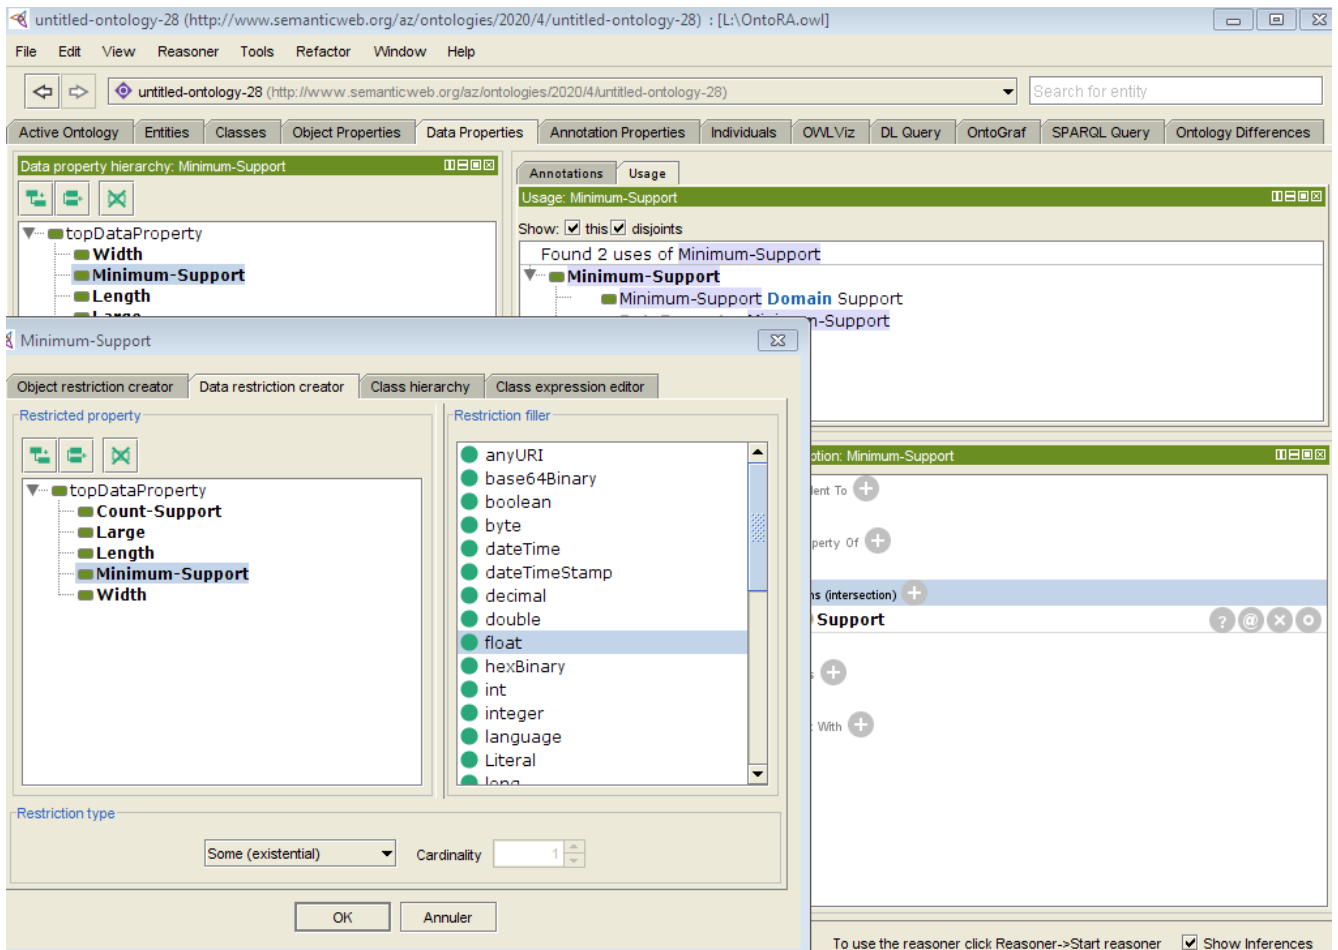 untitled-ontology-28 (http://www.semanticweb.org/az/ontologies/2020/4/untitled-ontology-28) : [L:\OntoRA.owl]
File Edit View Reasoner Tools Refactor Window Help
untitled-ontology-28 (http://www.semanticweb.org/az/ontologies/2020/4/untitled-ontology-28)
Search for entity
Active Ontology Entities Classes Object Properties Data Properties Annotation Properties Individuals OWLViz DL Query OntoGraf SPARQL Query Ontology Differences
Data property hierarchy: Minimum-Support
topDataProperty
Width
Minimum-Support
Length
Large
Annotations Usage
Usage: Minimum-Support
Show: this disjoints
Found 2 uses of Minimum-Support
Minimum-Support
Minimum-Support Domain Support
m-Support
Minimum-Support
Object restriction creator Data restriction creator Class hierarchy Class expression editor
Restricted property
topDataProperty
Count-Support
Large
Length
Minimum-Support
Width
Restriction filler
anyURI
base64Binary
boolean
byte
dateTime
dateTimeStamp
decimal
double
float
hexBinary
int
integer
language
Literal
long
Restriction type
Some (existential) Cardinality 1
OK Annuler
ption: Minimum-Support
lent To
perty Of
ns (intersection)
Support
? @
s
t With
To use the reasoner click Reasoner->Start reasoner Show Inferences